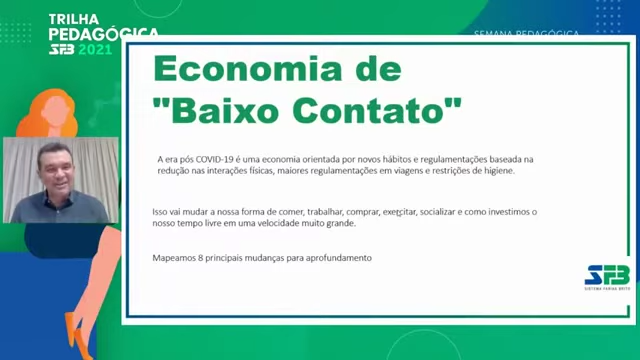 TRILHA
PEDAGÓGICA
SFB 2021
SEMANA PEDAGÓGICA
Economia de
"Baixo Contato"
A era pós COVID-19 é uma economia orientada por novos hábitos e regulamentações baseada na
redução nas interações físicas, maiores regulamentações em viagens e restrições de higiene.
Isso vai mudar a nossa forma de comer, trabalhar, comprar, exercitar, socializar e como investimos o
nosso tempo livre em uma velocidade muito grande.
Mapeamos 8 principais mudanças para aprofundamento
SFB
SISTEMA FARIAS BRITO